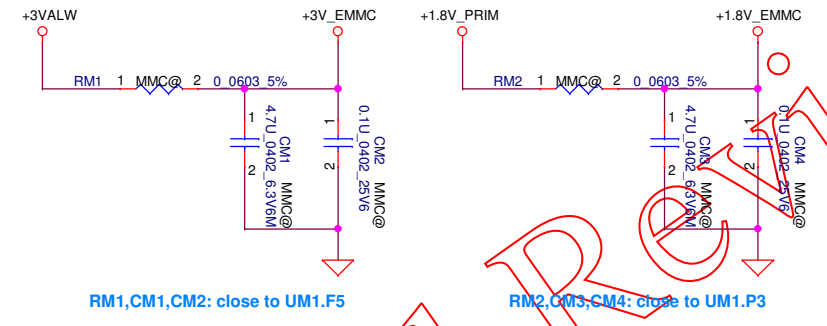 +3VALW
+3V_EMMC
+1.8V_PRIM
+1.8V_EMMC
RM1 1 MMC@ 2 0_0603_5%
RM2 1 MMC@ 2 0_0603_5%
1
2
CM1
4.7U_0402_6.3V6M
MMC@
1
2
CM2
0.1U_0402_25V6
MMC@
1
2
CM3
4.7U_0402_6.3V6M
MMC@
1
2
CM4
0.1U_0402_25V6
MMC@
RM1,CM1,CM2: close to UM1.F5
RM2,CM3,CM4: close to UM1.P3